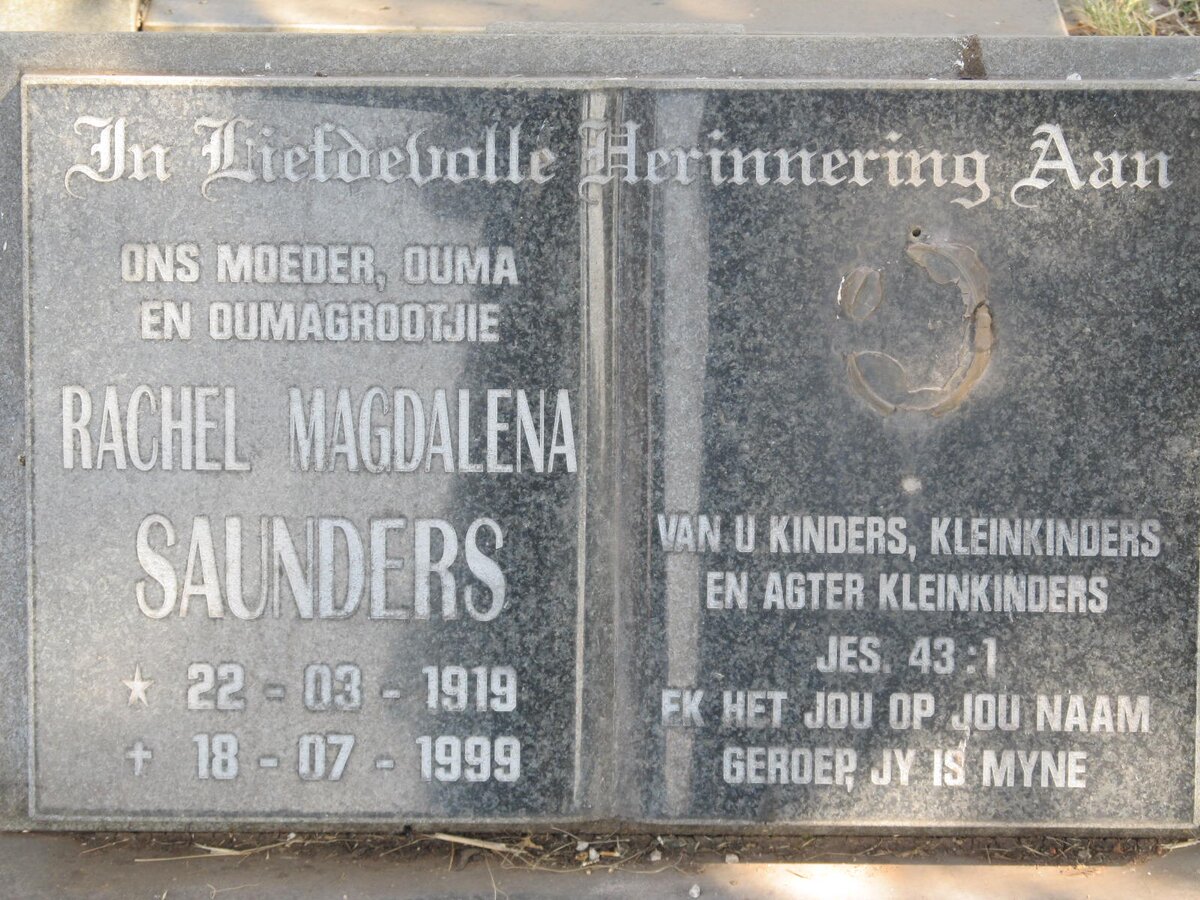 In Liefdevolle Herinnering Aan
ONS MOEDER, OUMA
EN OUMAGROOTJIE
RACHEL MAGDALENA
SAUNDERS
22-03-1919
18-07-1999
VAN U KINDERS, KLEINKINDERS
EN AGTER KLEINKINDERS
JES. 43:1
EK HET JOU OP JOU NAAM
GEROEP, JY IS MYNE